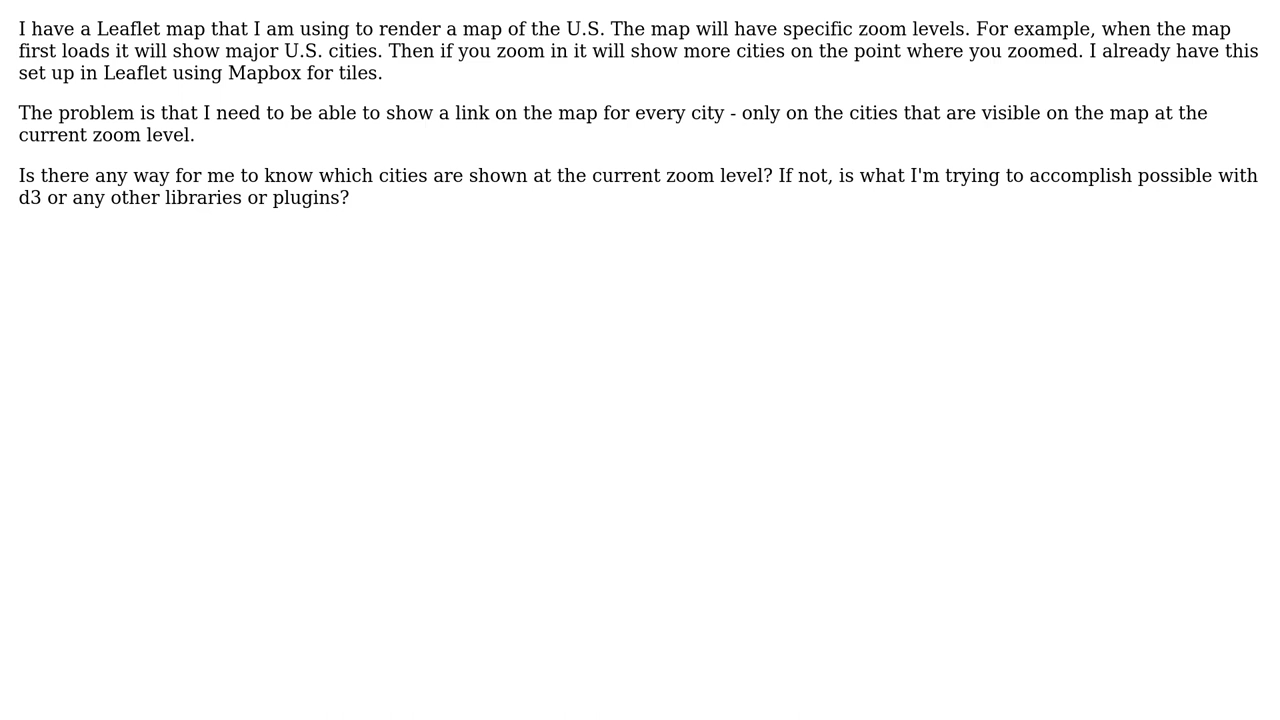 I have a Leaflet map that I am using to render a map of the U.S. The map will have specific zoom levels. For example, when the map
first loads it will show major U.S. cities. Then if you zoom in it will show more cities on the point where you zoomed. I already have this
set up in Leaflet using Mapbox for tiles.
The problem is that I need to be able to show a link on the map for every city - only on the cities that are visible on the map at the
current zoom level.
Is there any way for me to know which cities are shown at the current zoom level? If not, is what I'm trying to accomplish possible with
d3 or any other libraries or plugins?